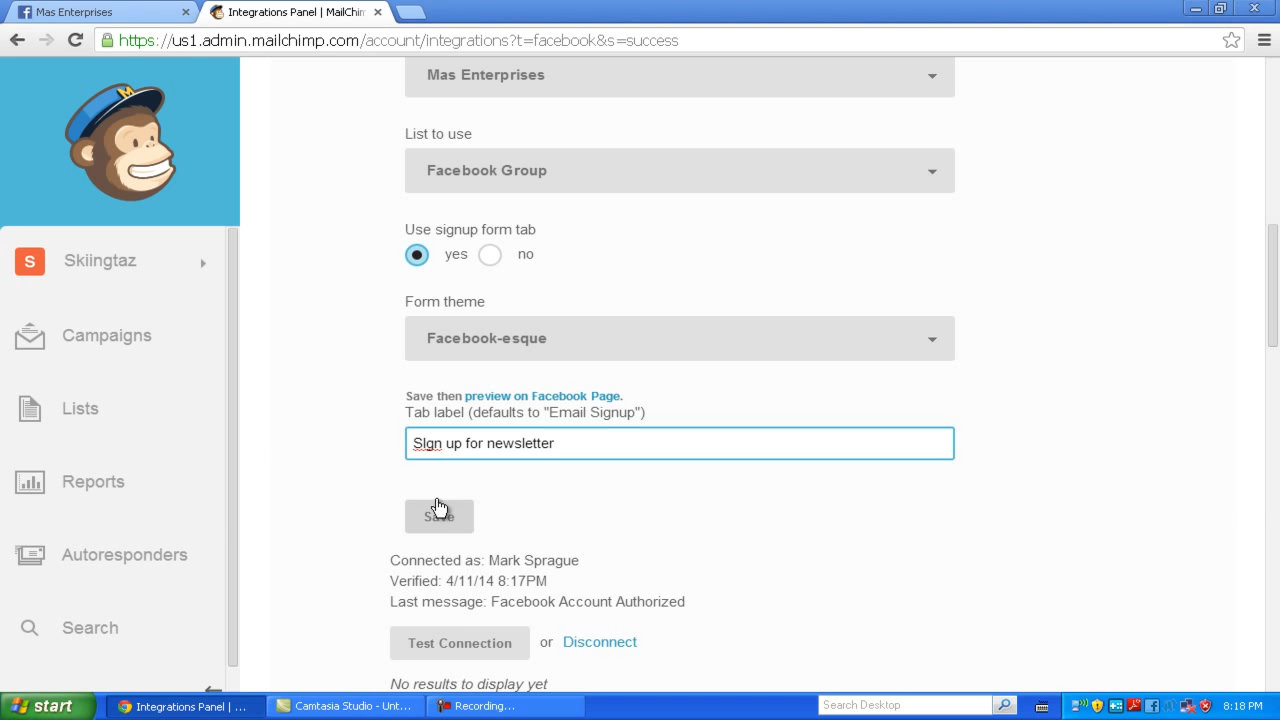 Mas Enterprises
Integrations Panel | MailChim
https://us1.admin.mailchimp.com/account/integrations?t=facebook&s=success
Mas Enterprises
List to use
Facebook Group
Use signup form tab
yes no
Form theme
Facebook-esque
Save then preview on Facebook Page.
Tab label (defaults to "Email Signup")
SIgn up for newsletter
Save
Connected as: Mark Sprague
Verified: 4/11/14 8:17PM
Last message: Facebook Account Authorized
Test Connection or Disconnect
No results to display yet
S Skiingtaz
Campaigns
Lists
Reports
Autoresponders
Search
start
Integrations Panel | ...
Camtasia Studio - Unt...
Recording...
Search Desktop
8:18 PM